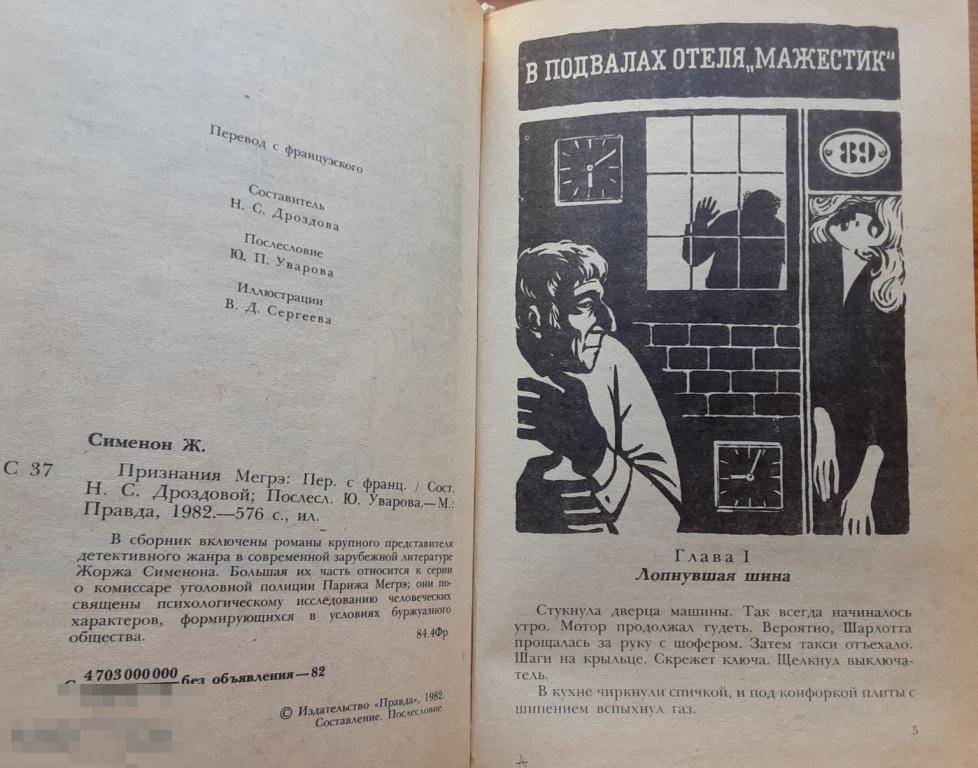 Перевод с французского
Составитель
Н. С. Дроздова
Послесловие
Ю. П. Уварова
Иллюстрации
В. Д. Сергеева
Сименон Ж.
С 37
Признания Мегрэ: Пер. с франц. / Сост.
Н. С. Дроздовой; Послесл. Ю. Уварова.— М.:
Правда, 1982.—576 с., ил.
В сборник включены романы крупного представителя
детективного жанра в современной зарубежной литературе
Жоржа Сименона. Большая их часть относится к серии
о комиссаре уголовной полиции Парижа Мегрэ; они по-
священы психологическому исследованию человеческих
характеров, формирующихся в условиях буржуазного
общества.
84.4Фр
4703000000
без объявления—82
© Издательство «Правда», 1982.
Составление. Послесловие.
В ПОДВАЛАХ ОТЕЛЯ „МАЖЕСТИК“
89
Глава I
Лопнувшая шина
Стукнула дверца машины. Так всегда начиналось
утро. Мотор продолжал гудеть. Вероятно, Шарлотта
прощалась за руку с шофером. Затем такси отъехало.
Шаги на крыльце. Скрежет ключа. Щелкнул выключа-
тель.
В кухне чиркнули спичкой, и под конфоркой плиты с
шипением вспыхнул газ.
5